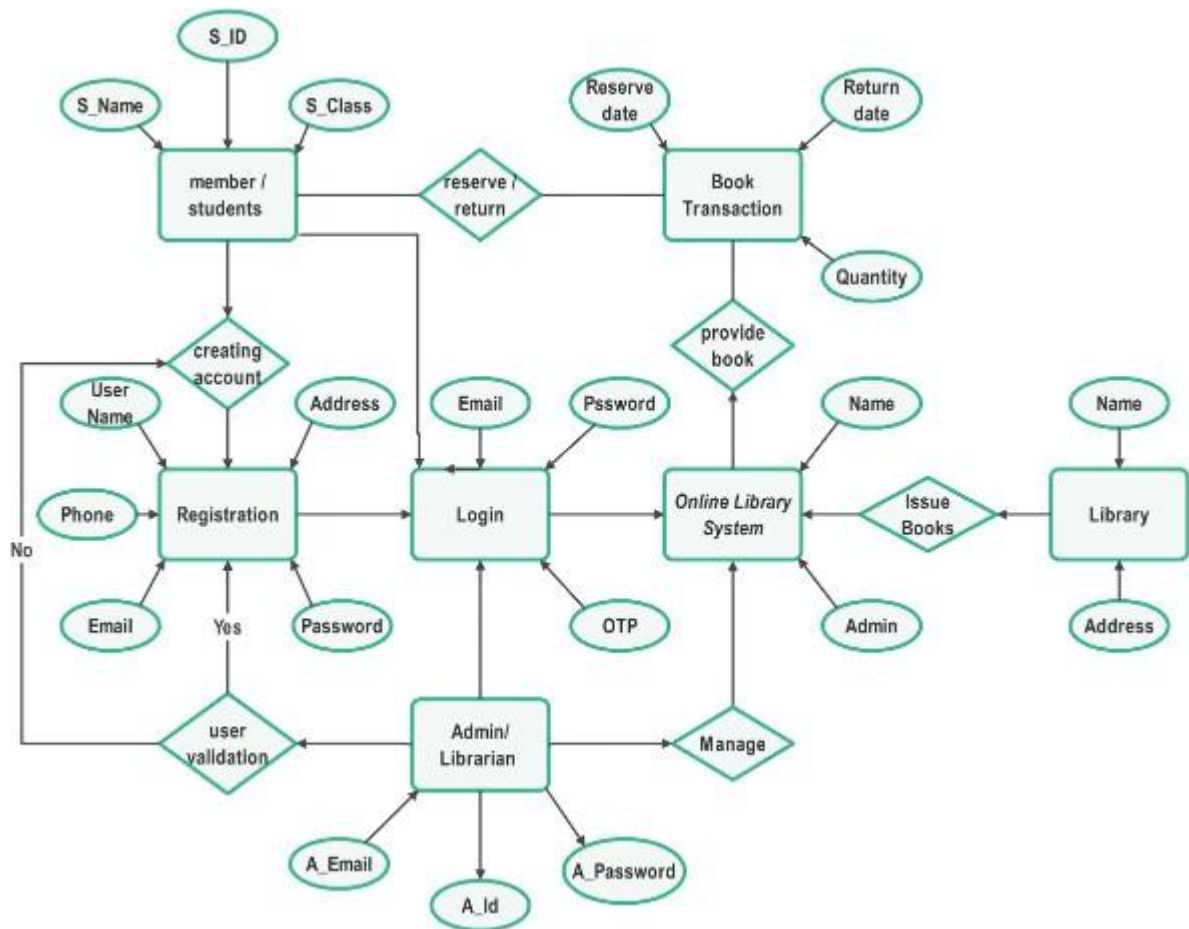 S_ID
S_Name
S_Class
Reserve
date
Return
date
member /
students
reserve /
return
Book
Transaction
Quantity
creating
account
provide
book
User
Name
Address
Email
Pssword
Name
Name
Phone
Registration
Login
Online Library
System
Issue
Books
Library
No
Email
Yes
Password
OTP
Admin
Address
user
validation
Admin/
Librarian
Manage
A_Email
A_Id
A_Password